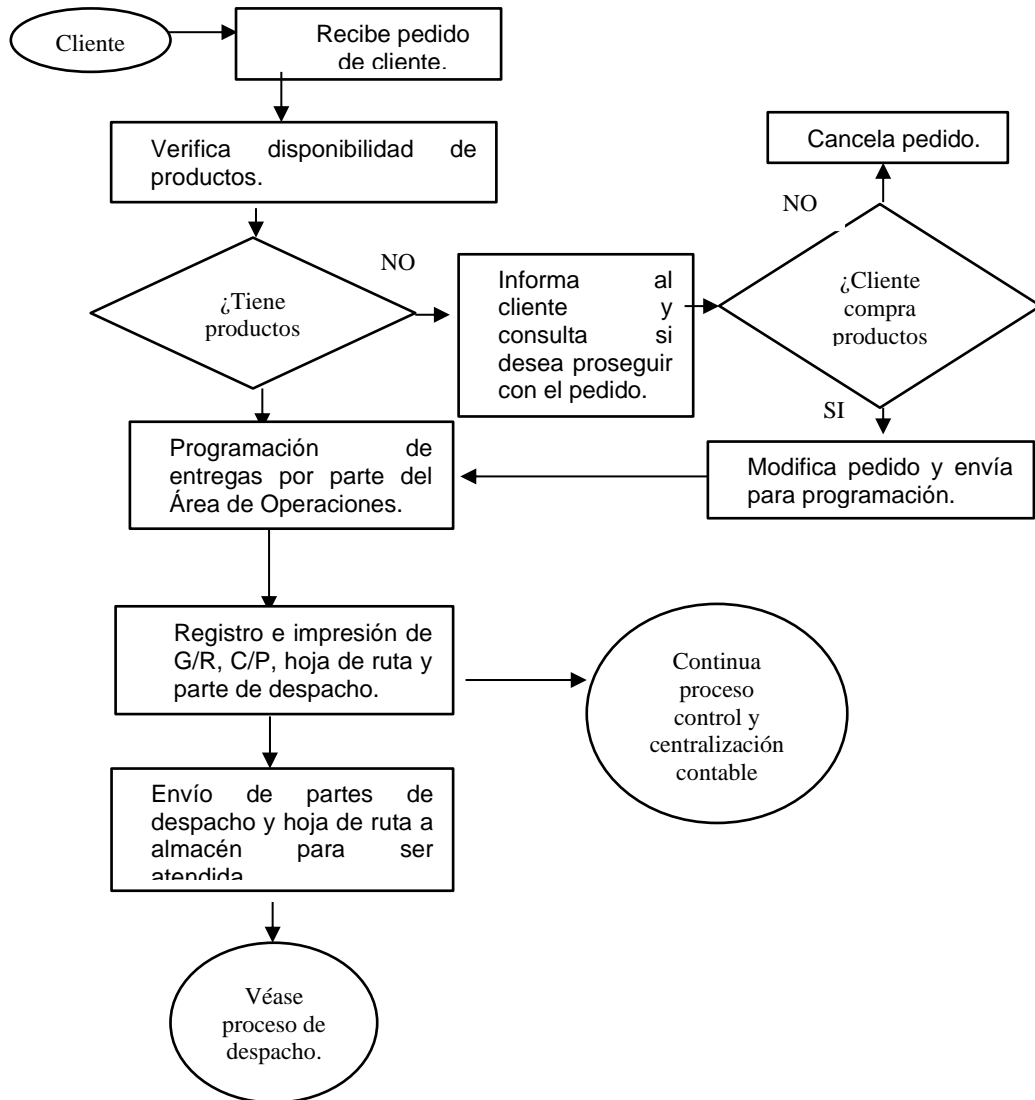 Cliente
Recibe pedido
de cliente.
Verifica disponibilidad de
productos.
¿Tiene
productos
NO
Informa al
cliente y
consulta si
desea proseguir
con el pedido.
Cancela pedido.
NO
¿Cliente
compra
productos
SI
Modifica pedido y envía
para programación.
Programación de
entregas por parte del
Área de Operaciones.
Registro e impresión de
G/R, C/P, hoja de ruta y
parte de despacho.
Continua
proceso
control y
centralización
contable
Envío de partes de
despacho y hoja de ruta a
almacén para ser
atendida
Véase
proceso de
despacho.